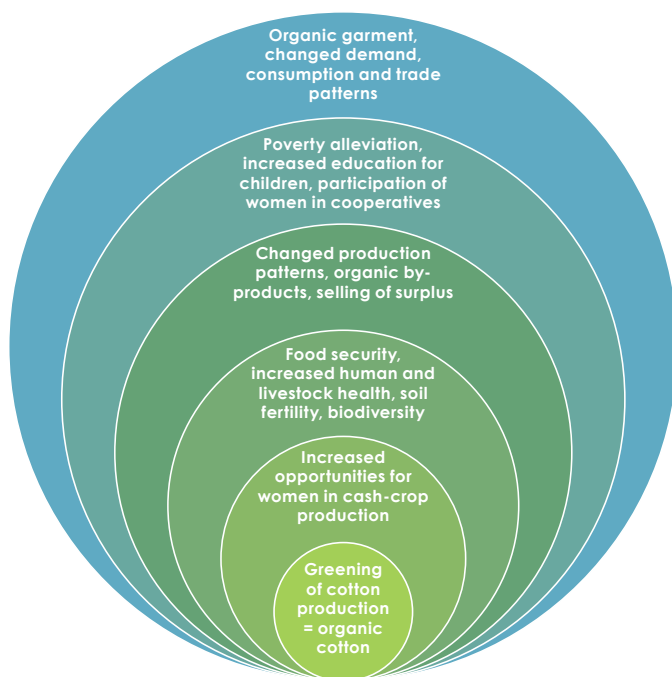 Organic garment,
changed demand,
consumption and trade
patterns
Poverty alleviation,
increased education for
children, participation of
women in cooperatives
Changed production
patterns, organic by-
products, selling of surplus
Food security,
increased human and
livestock health, soil
fertility, biodiversity
Increased
opportunities for
women in cash-crop
production
Greening
of cotton
production
= organic
cotton